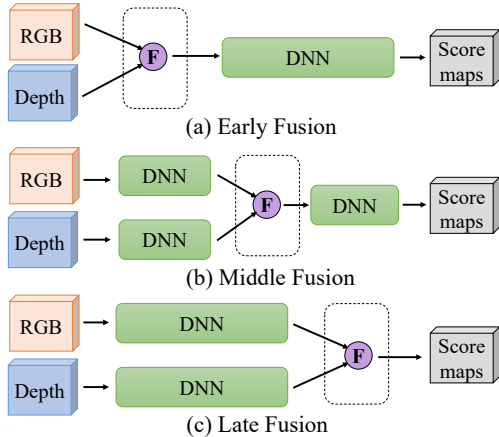 RGB
Depth
F
DNN
Score
maps
(a) Early Fusion
RGB
DNN
Depth
DNN
F
DNN
Score
maps
(b) Middle Fusion
RGB
DNN
Depth
DNN
F
Score
maps
(c) Late Fusion